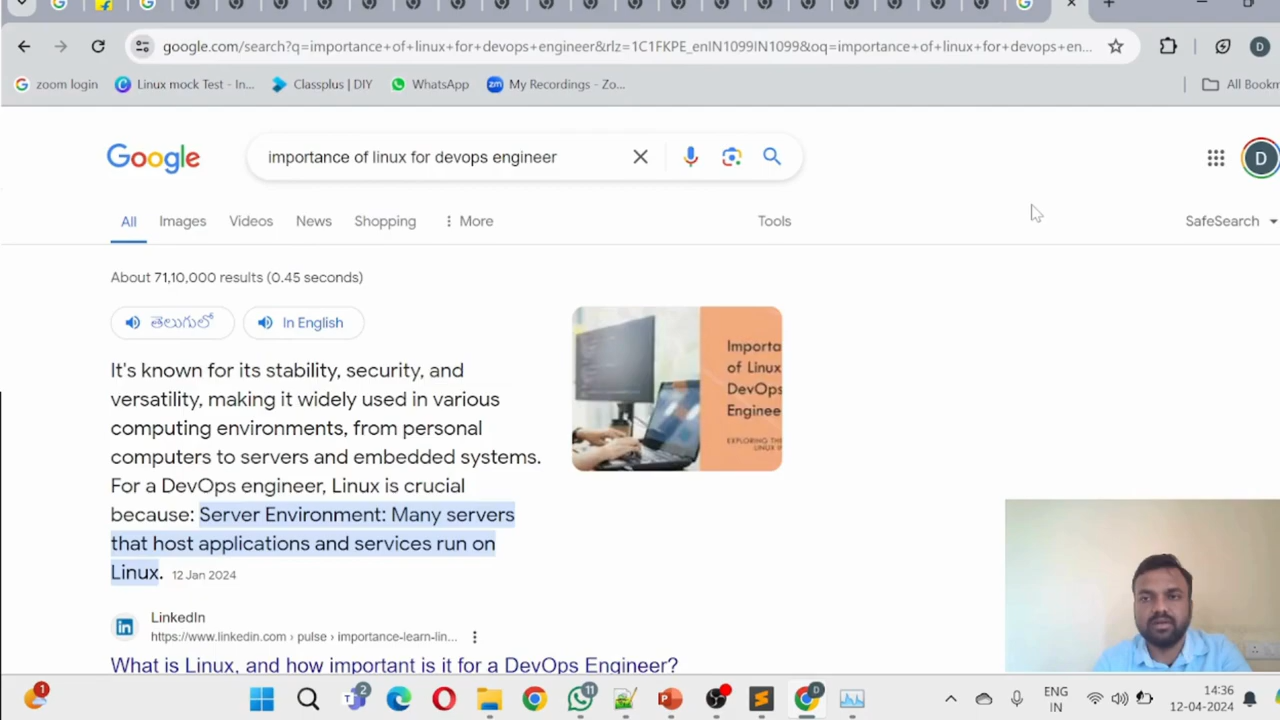 google.com/search?q=importance+of+linux+for+devops+engineer&rlz=1C1FKPE_enIN1099IN1099&oq=importance+of+linux+for+devops+en...
D
zoom login
Linux mock Test - In...
Classplus | DIY
WhatsApp
My Recordings - Zo...
All Bookm
Google
importance of linux for devops engineer
D
All
Images
Videos
News
Shopping
More
Tools
SafeSearch
About 71,10,000 results (0.45 seconds)
తెలుగులో
In English
It's known for its stability, security, and
versatility, making it widely used in various
computing environments, from personal
computers to servers and embedded systems.
For a DevOps engineer, Linux is crucial
because: Server Environment: Many servers
that host applications and services run on
Linux. 12 Jan 2024
Importa
of Linux
DevOps
Enginee
EXPLORING TH
LINUX I
LinkedIn
https://www.linkedin.com › pulse › importance-learn-lin...
What is Linux, and how important is it for a DevOps Engineer?
1
2
11
D
ENG
IN
14:36
12-04-2024